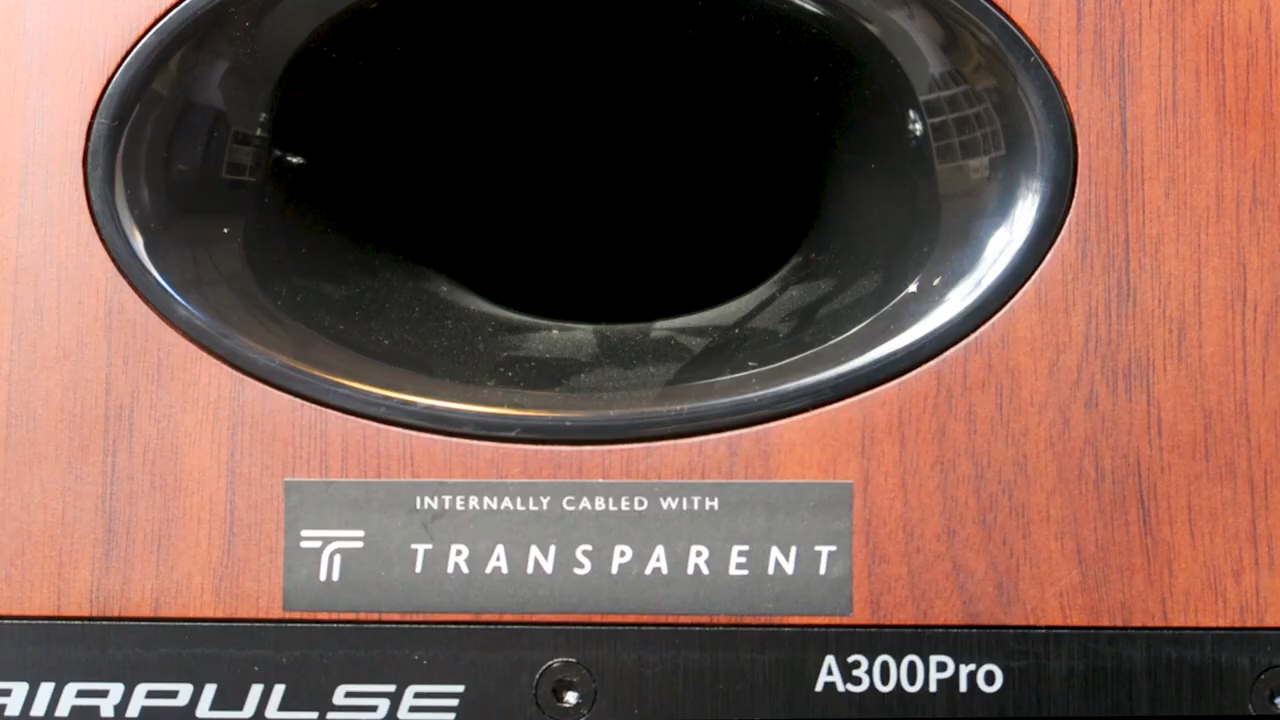 INTERNALLY CABLED WITH
TRANSPARENT
AIRPULSE
A300Pro